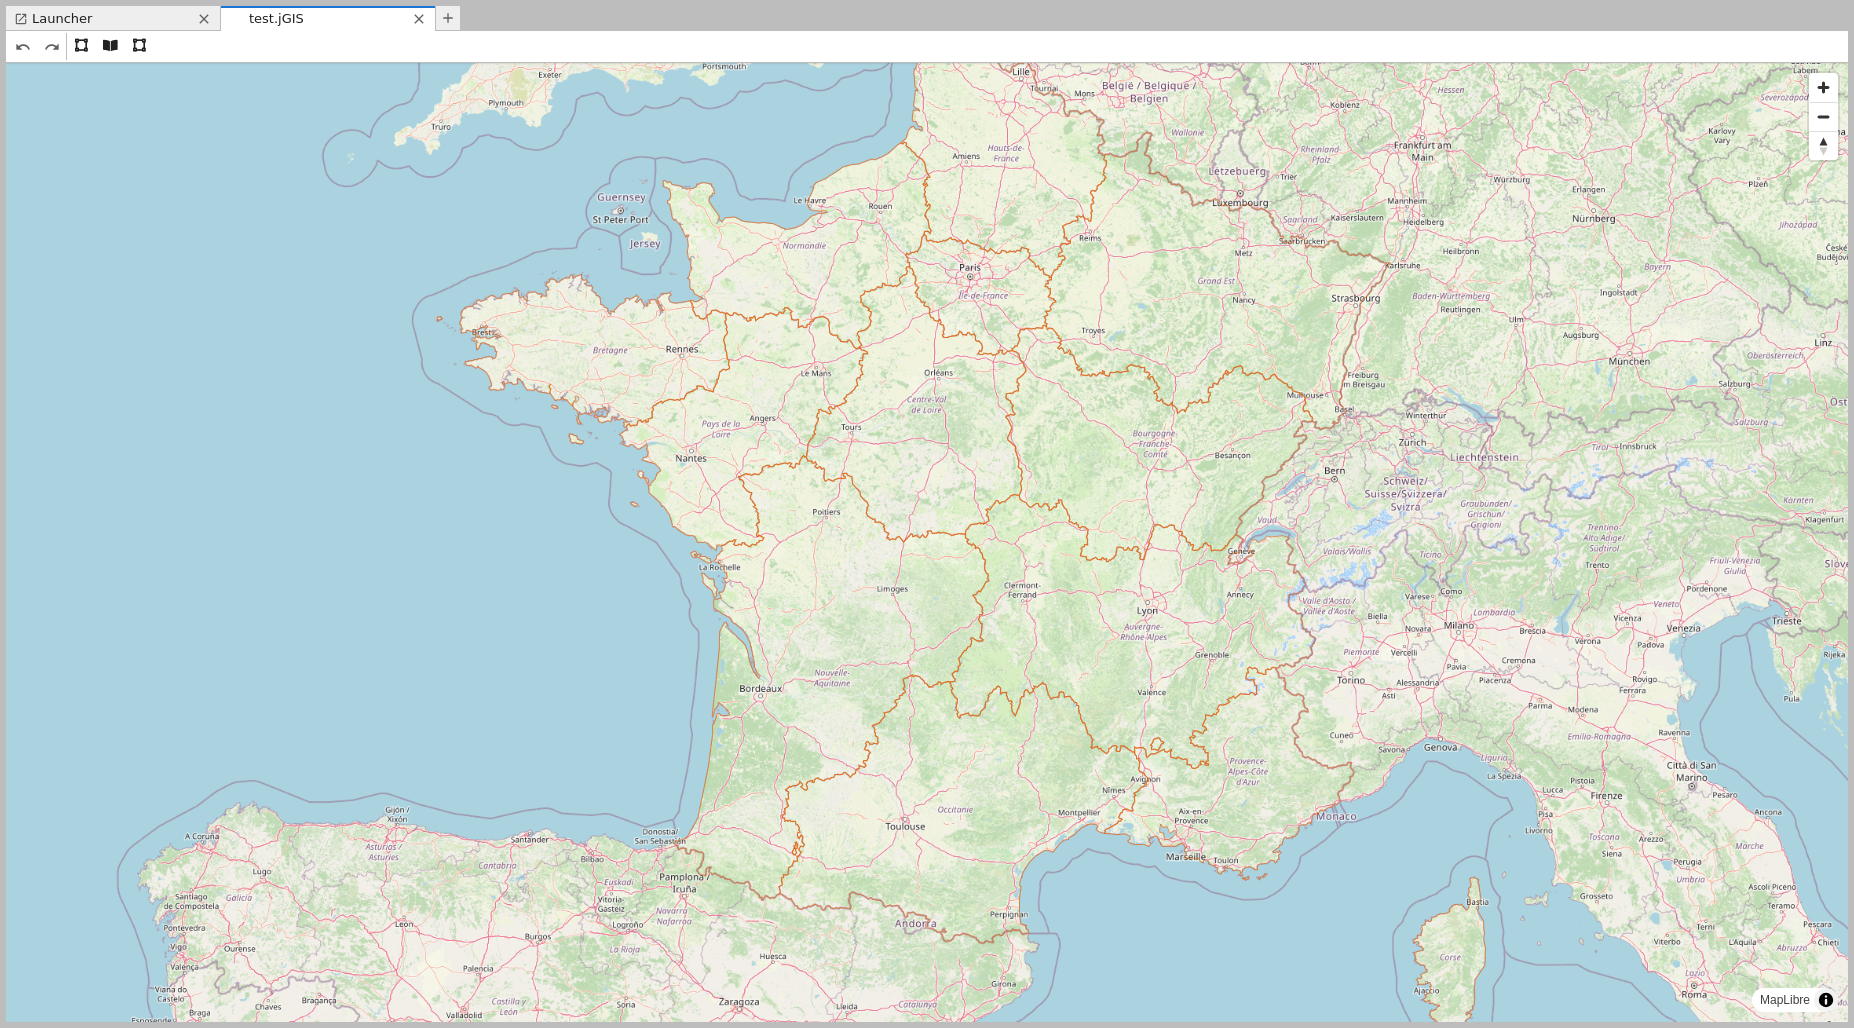 Launcher
test.jGIS
Exeter
Portsmouth
Lille
Tournai
Mons
België / Belgique /
Belgien
Koblenz
Hessen
Severozápad
Plymouth
Truro
Wallonie
Karlovy
Vary
Amiens
Hauts-de-
France
Rheinland-
Pfalz
Frankfurt am
Main
Lëtzebuerg
Trier
Würzburg
Erlangen
Plzeň
Guernsey
St Peter Port
Le Havre
Rouen
Luxembourg
Mannheim
Kaiserslautern
Heidelberg
Nürnberg
Saarland
Saarbrücken
Jihozápad
Jersey
Normandie
Reims
Metz
Karlsruhe
Heilbronn
České
Budějovi
Paris
Île-de-France
Grand Est
Nancy
Strasbourg
Baden-Württemberg
Reutlingen
Bayern
Ingolstadt
Brest
Bretagne
Rennes
Troyes
Ulm
Augsburg
München
Linz
Oberösterreich
Le Mans
Orléans
Freiburg
im Breisgau
Mulhouse
Basel
Salzburg
Centre-Val
de Loire
Angers
Tours
Pays de la
Loire
Nantes
Winterthur
Zürich
Bourgogne-
Franche-
Comté
Besançon
Bern
Liechtenstein
Tirol
Innsbruck
Salzburg
Schweiz/
Suisse/Svizzera/
Svizra
Graubünden/
Grischun/
Grigioni
Kärnten
Klagenfurt
Poitiers
Vaud
Genève
Valais/Wallis
Ticino
Trentino-
Alto Adige/
Südtirol
Trento
Friuli-Venezia
Giulia
La Rochelle
Limoges
Clermont-
Ferrand
Lyon
Annecy
Valle d'Aosta /
Vallée d'Aoste
Varese
Como
Biella
Lombardia
Pordenone
Veneto
Auvergne-
Rhône-Alpes
Novara
Milano
Brescia
Vicenza
Venezia
Trieste
Grenoble
Piemonte
Vercelli
Pavia
Cremona
Verona
Padova
Rijeka
Nouvelle-
Aquitaine
Bordeaux
Valence
Torino
Asti
Alessandria
Piacenza
Rovigo
Ferrara
Pula
Parma
Modena
Cuneo
Savona
Genova
Emilia-Romagna
Ravenna
Provence-
Alpes-Côte
d'Azur
Avignon
Nîmes
Liguria
La Spezia
Città di San
Marino
Pistoia
Lucca
Firenze
Pesaro
Pisa
Livorno
Ancona
Gijón /
Xixón
A Coruña
Santander
Donostia/
San Sebastián
Occitanie
Toulouse
Montpellier
Aix-en-
Provence
Monaco
Marseille
Toulon
Asturias /
Asturies
Cantabria
Bilbao
Toscana
Siena
Arezzo
Marche
Perugia
Lugo
Euskadi
Pamplona /
Iruña
Umbria
Ascoli Piceno
Santiago
de Compostela
Galicia
Vitoria-
Gasteiz
Navarra -
Nafarroa
Logroño
Perpignan
Andorra
Bastia
Grosseto
Teramo
Pontevedra
León
Terni
Pescara
Vigo
Ourense
Burgos
La Rioja
Viterbo
L'Aquila
Abruzzo
Chieti
Valença
Palencia
Huesca
Corse
Lazio
Viana do
Castelo
Bragança
Chaves
Castilla y
León
Soria
Zaragoza
Lleida
Girona
Catalunya
Ajaccio
Roma
Braga
Valladolid
Esposende
MapLibre